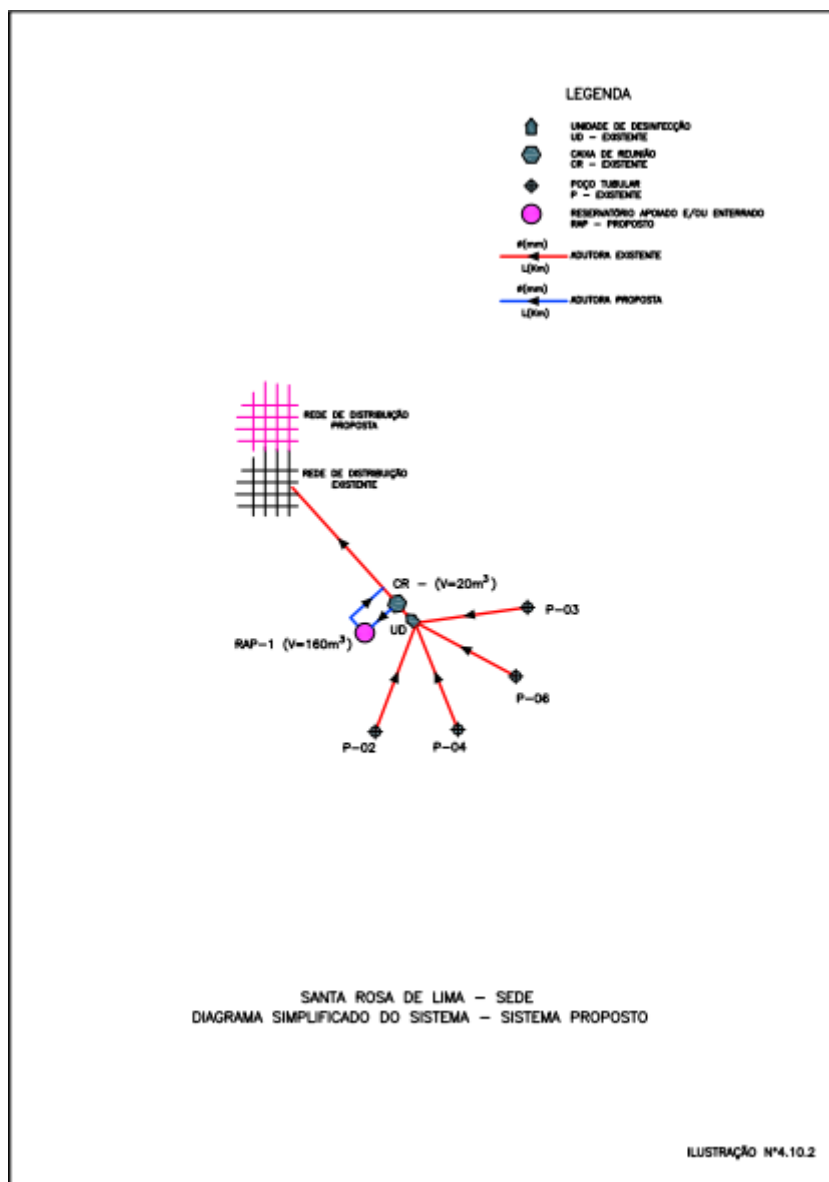 LEGENDA
UNIDADE DE DESINFECÇÃO
UD - EXISTENTE
CAIXA DE REUNIÃO
CR - EXISTENTE
POÇO TUBULAR
P - EXISTENTE
RESERVATÓRIO APOIADO E/OU ENTERRADO
RAP - PROPOSTO
ø(mm)
ADUTORA EXISTENTE
L(Km)
ø(mm)
ADUTORA PROPOSTA
L(Km)
REDE DE DISTRIBUIÇÃO
PROPOSTA
REDE DE DISTRIBUIÇÃO
EXISTENTE
CR - (V=20m³)
P-03
UD
RAP-1 (V=160m³)
P-06
P-02
P-04
SANTA ROSA DE LIMA - SEDE
DIAGRAMA SIMPLIFICADO DO SISTEMA - SISTEMA PROPOSTO
ILUSTRAÇÃO N°4.10.2